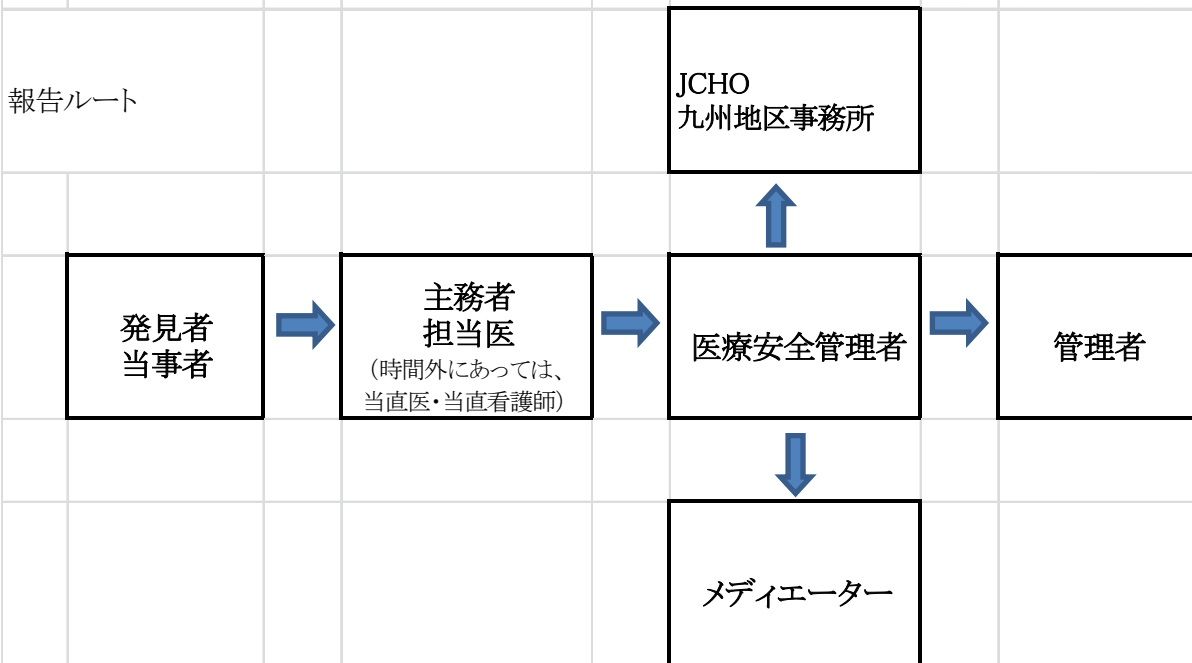 報告ルート
JCHO
九州地区事務所
発見者
当事者
主務者
担当医
（時間外にあっては、
当直医・当直看護師）
医療安全管理者
管理者
メディエーター